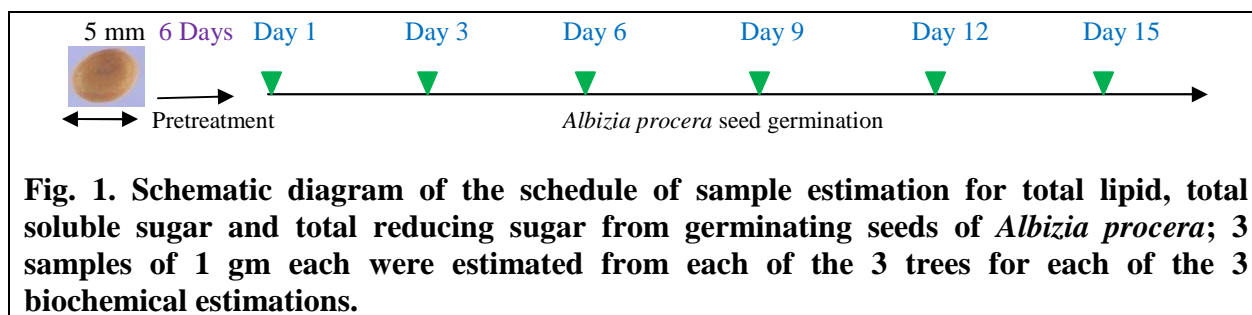 5 mm 6 Days Day 1 Day 3 Day 6 Day 9 Day 12 Day 15
Pretreatment Albizia procera seed germination
Fig. 1. Schematic diagram of the schedule of sample estimation for total lipid, total
soluble sugar and total reducing sugar from germinating seeds of Albizia procera; 3
samples of 1 gm each were estimated from each of the 3 trees for each of the 3
biochemical estimations.